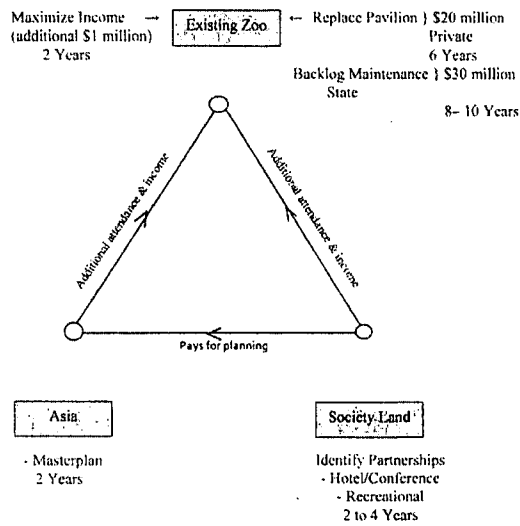 Maximize Income → Existing Zoo ← Replace Pavilion } $20 million
(additional $1 million) Private
2 Years 6 Years
Backlog Maintenance } $30 million
State
8– 10 Years
Additional attendance & income
Additional attendance & income
Pays for planning
Asia
- Masterplan
2 Years
Society Land
Identify Partnerships
- Hotel/Conference
- Recreational
2 to 4 Years